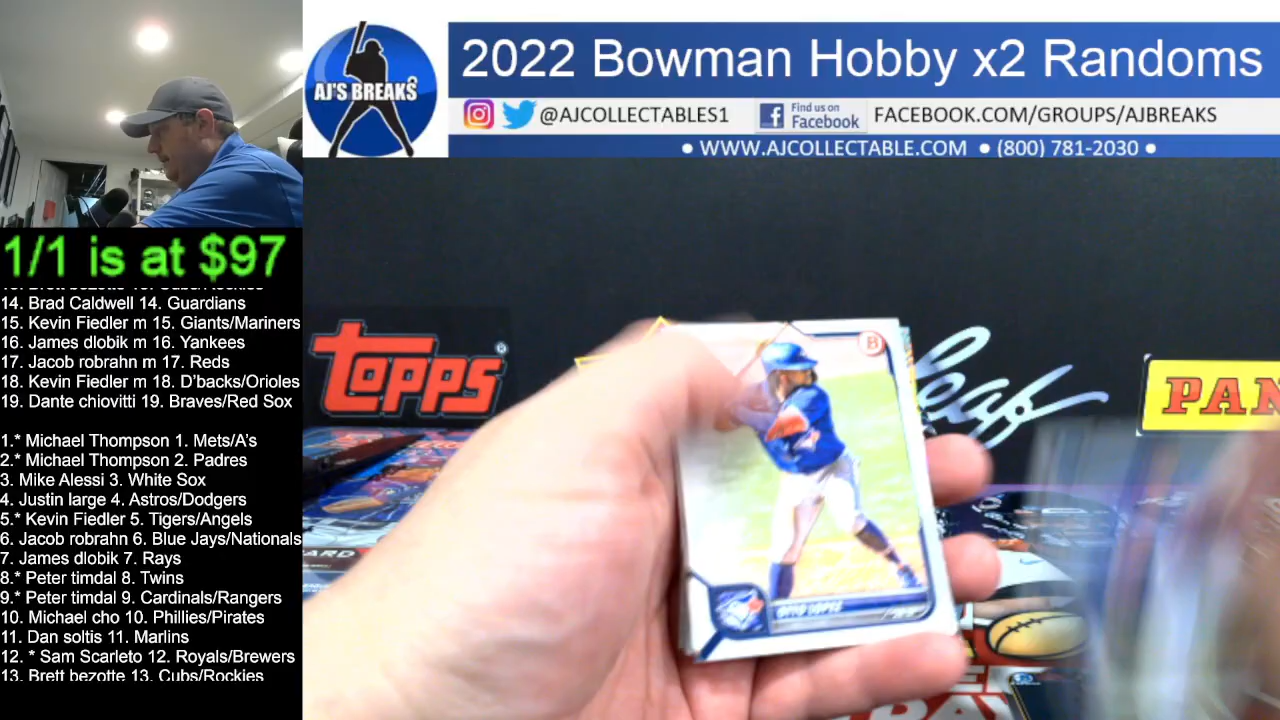 AJ'S BREAKS
2022 Bowman Hobby x2 Randoms
@AJCOLLECTABLES1
Find us on
Facebook
FACEBOOK.COM/GROUPS/AJBREAKS
• WWW.AJCOLLECTABLE.COM • (800) 781-2030 •
1/1 is at $97
14. Brad Caldwell 14. Guardians
15. Kevin Fiedler m 15. Giants/Mariners
16. James dlobik m 16. Yankees
17. Jacob robrahn m 17. Reds
18. Kevin Fiedler m 18. D'backs/Orioles
19. Dante chiovitti 19. Braves/Red Sox
1.* Michael Thompson 1. Mets/A's
2.* Michael Thompson 2. Padres
3. Mike Alessi 3. White Sox
4. Justin large 4. Astros/Dodgers
5.* Kevin Fiedler 5. Tigers/Angels
6. Jacob robrahn 6. Blue Jays/Nationals
7. James dlobik 7. Rays
8.* Peter timdal 8. Twins
9.* Peter timdal 9. Cardinals/Rangers
10. Michael cho 10. Phillies/Pirates
11. Dan soltis 11. Marlins
12. * Sam Scarleto 12. Royals/Brewers
13. Brett bezotte 13. Cubs/Rockies
TOPPS
Leaf
PAN
B
OTTO LOPEZ